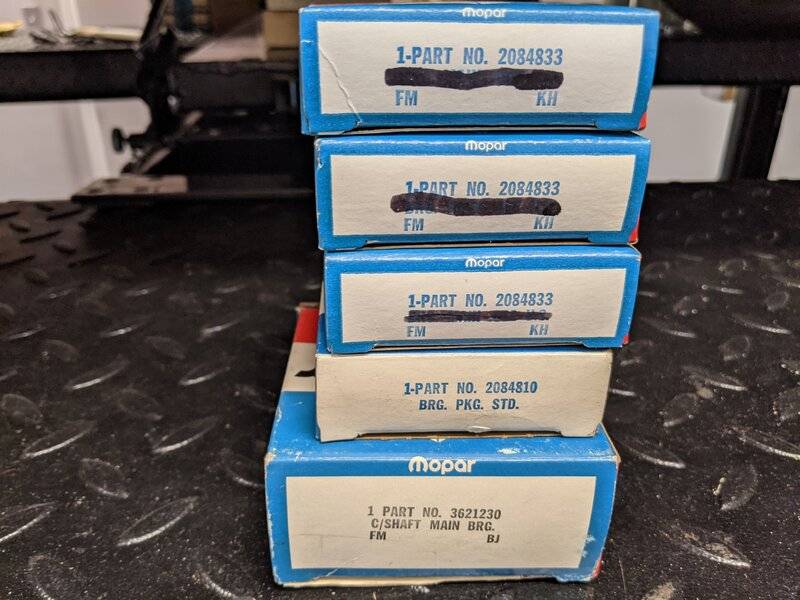 mopar
1-PART NO. 2084833
FM KH
mopar
1-PART NO. 2084833
FM KH
mopar
1-PART NO. 2084833
FM KH
1-PART NO. 2084810
BRG. PKG. STD.
mopar
1 PART NO. 3621230
C/SHAFT MAIN BRG.
FM BJ